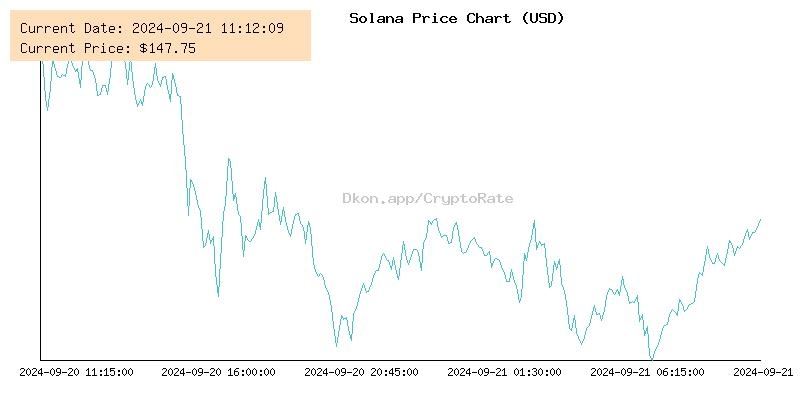 Solana Price Chart (USD)
Current Date: 2024-09-21 11:12:09
Current Price: $147.75
Dkon.app/CryptoRate
2024-09-20 11:15:00
2024-09-20 16:00:00
2024-09-20 20:45:00
2024-09-21 01:30:00
2024-09-21 06:15:00
2024-09-21